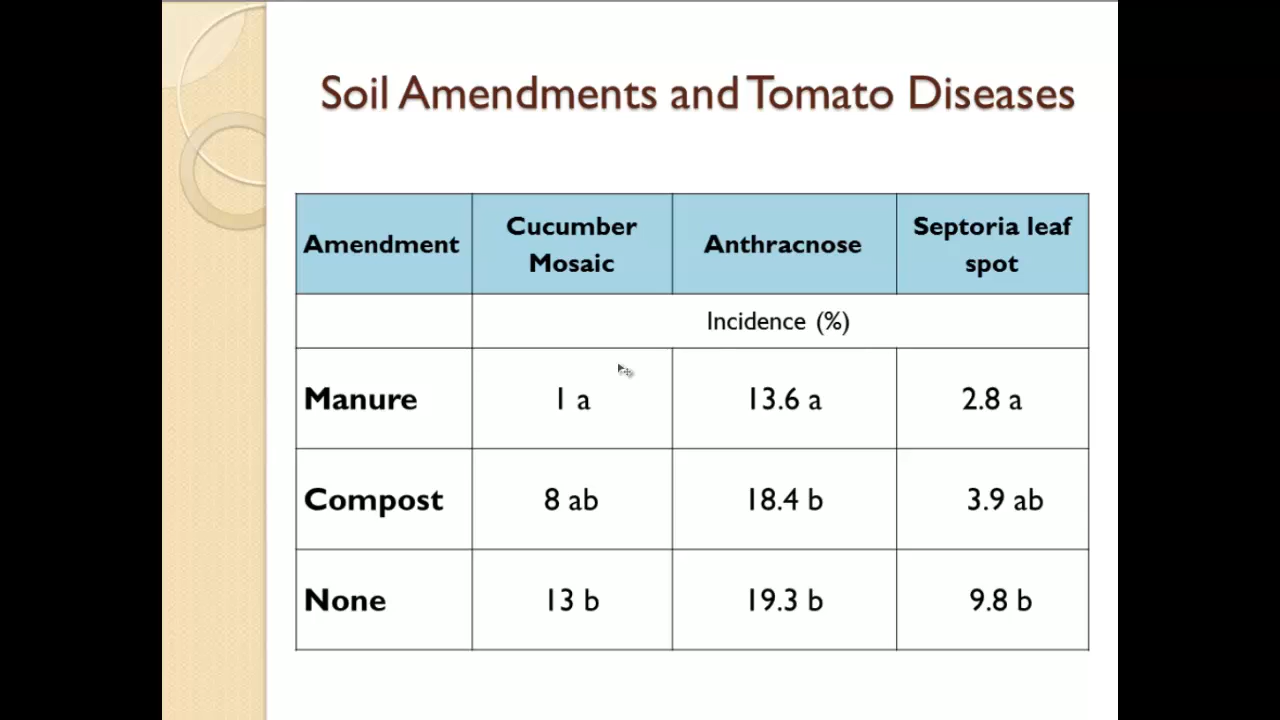 Soil Amendments and Tomato Diseases
Amendment
Cucumber
Mosaic
Anthracnose
Septoria leaf
spot
Incidence (%)
Manure
1 a
13.6 a
2.8 a
Compost
8 ab
18.4 b
3.9 ab
None
13 b
19.3 b
9.8 b